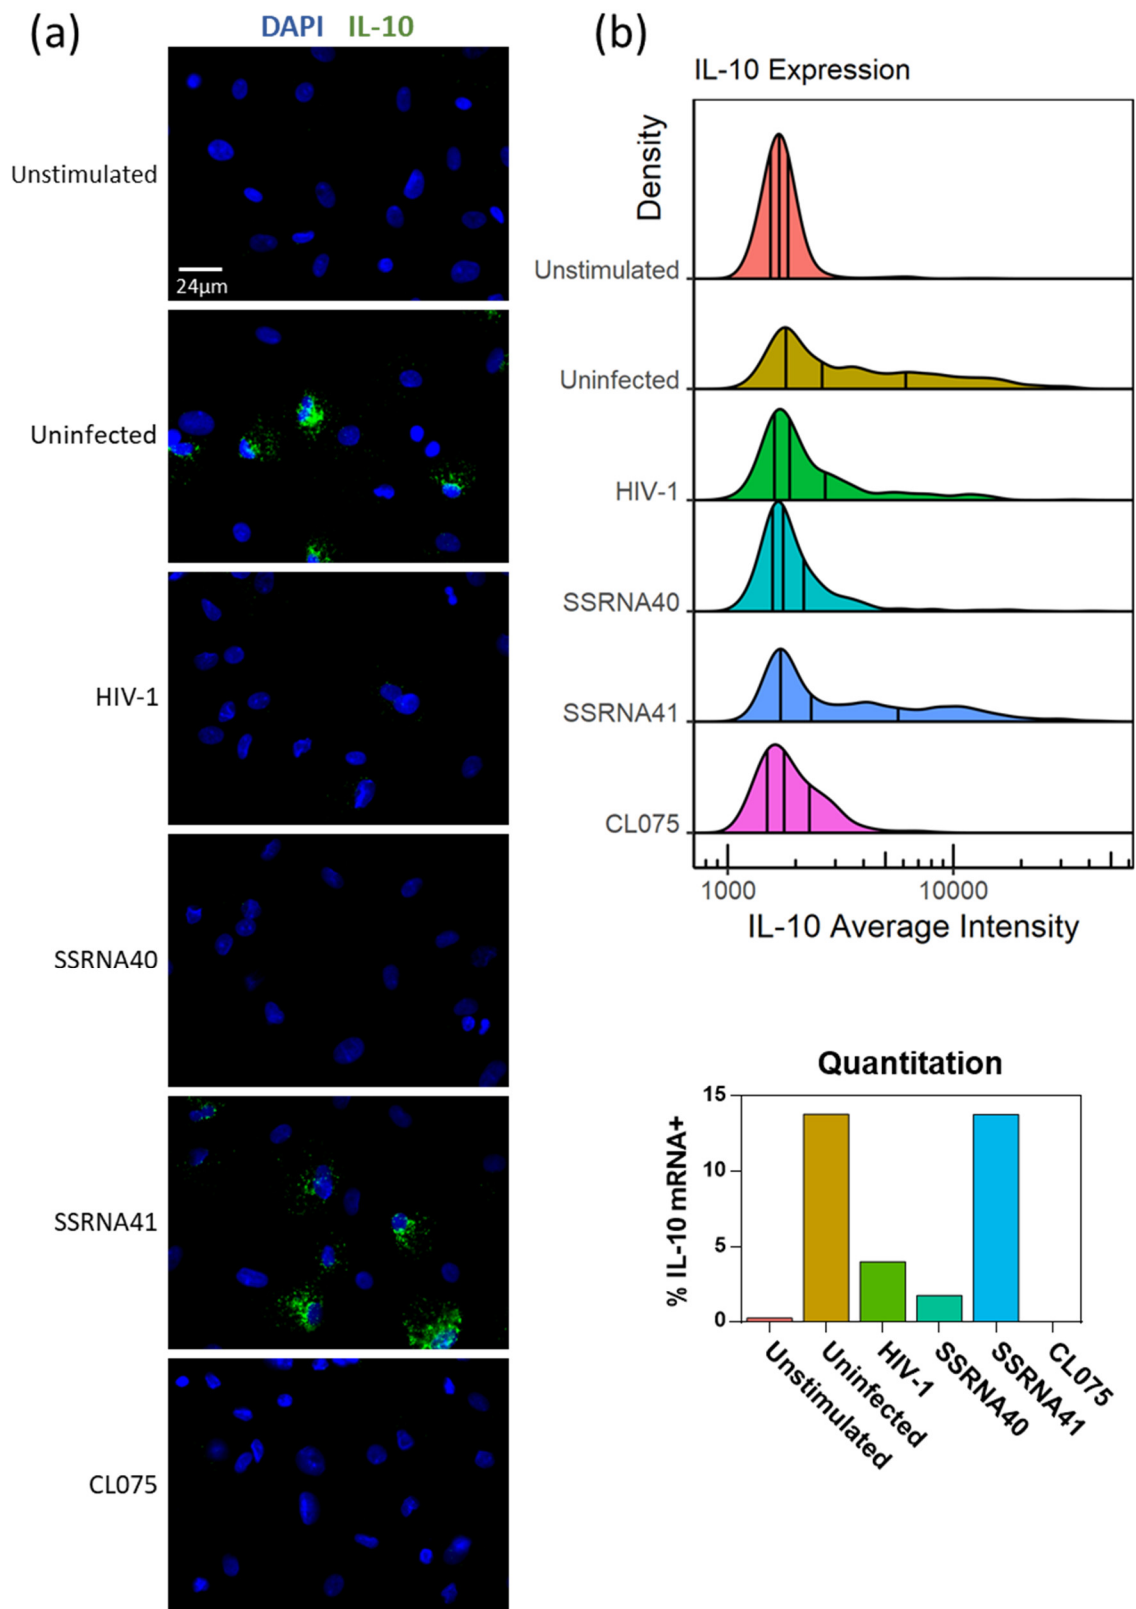 (a)
DAPI IL-10
Unstimulated
24µm
Uninfected
HIV-1
SSRNA40
SSRNA41
CL075
(b)
IL-10 Expression
Density
Unstimulated
Uninfected
HIV-1
SSRNA40
SSRNA41
CL075
1000 10000
IL-10 Average Intensity
Quantitation
% IL-10 mRNA+
15
10
5
0
Unstimulated
Uninfected
HIV-1
SSRNA40
SSRNA41
CL075